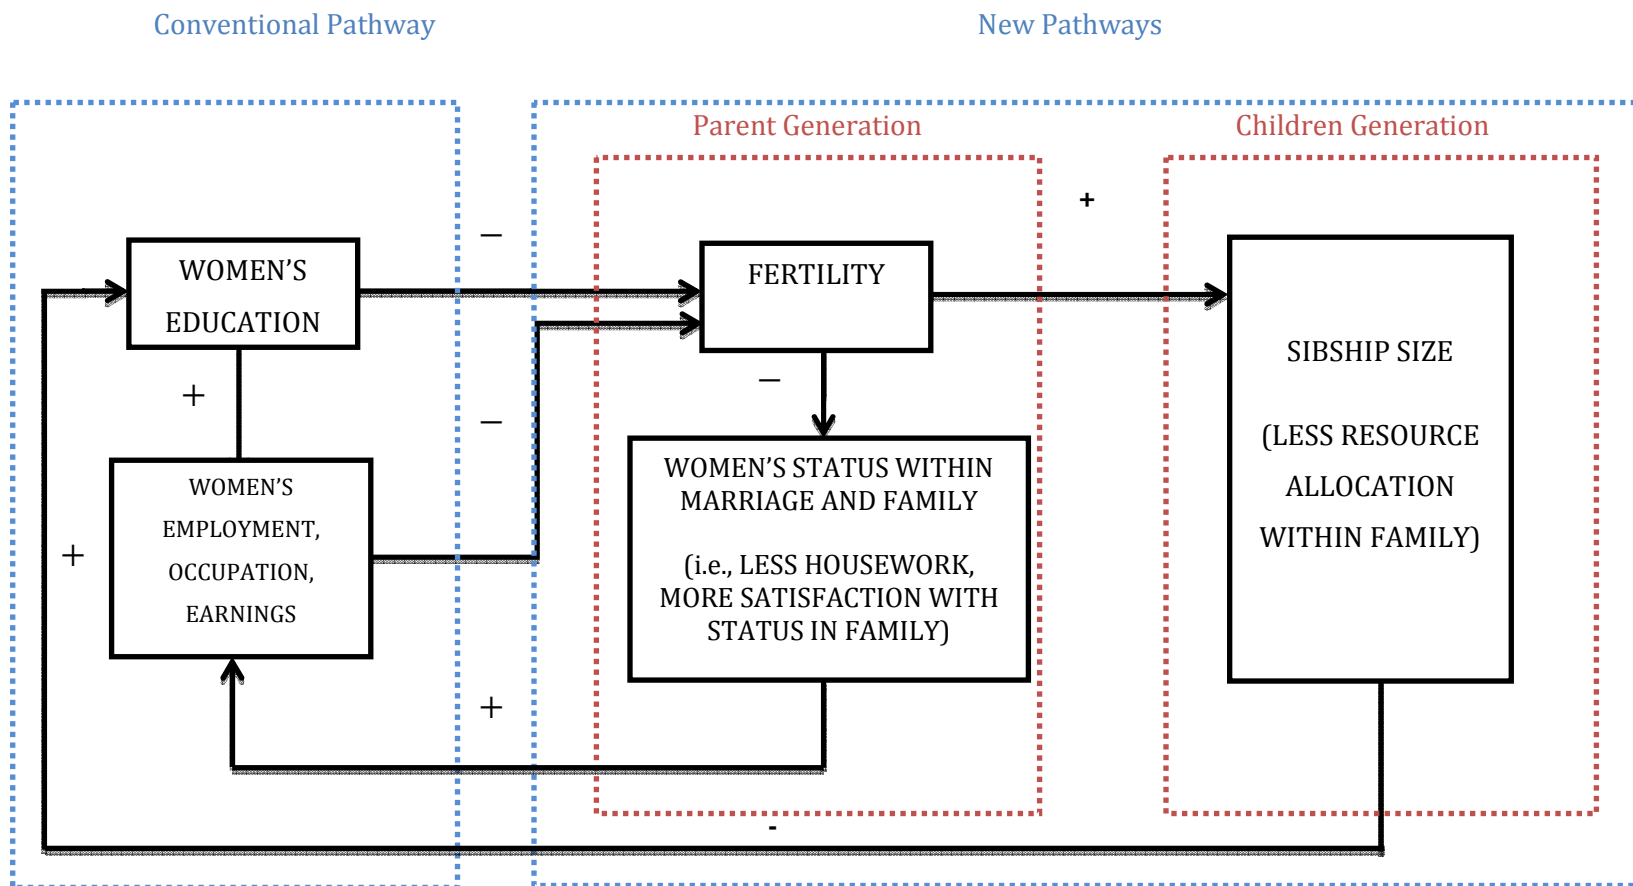 Conventional Pathway
New Pathways
Parent Generation
Children Generation
+
–
WOMEN’S
EDUCATION
FERTILITY
+
–
–
SIBSHIP SIZE
(LESS RESOURCE
ALLOCATION
WITHIN FAMILY)
WOMEN’S
EMPLOYMENT,
OCCUPATION,
EARNINGS
WOMEN’S STATUS WITHIN
MARRIAGE AND FAMILY
(i.e., LESS HOUSEWORK,
MORE SATISFACTION WITH
STATUS IN FAMILY)
+
+
-